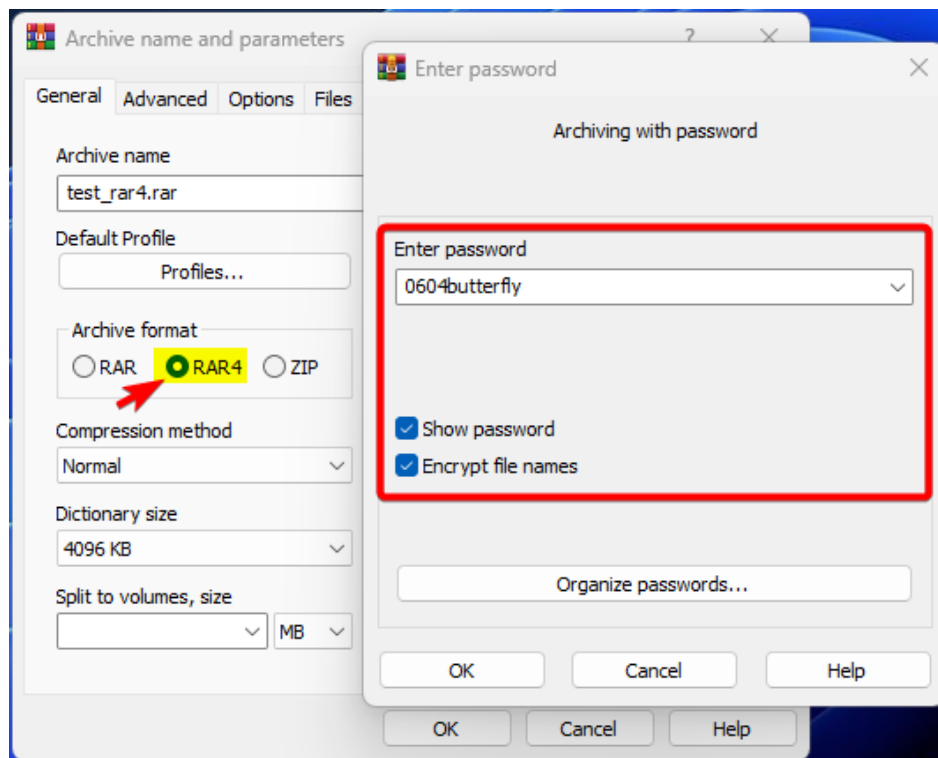 Archive name and parameters
?
General Advanced Options Files
Archive name
test_rar4.rar
Default Profile
Profiles...
Archive format
RAR RAR4 ZIP
Compression method
Normal
Dictionary size
4096 KB
Split to volumes, size
MB
OK Cancel Help
Enter password
Archiving with password
Enter password
0604butterfly
Show password
Encrypt file names
Organize passwords...
OK Cancel Help